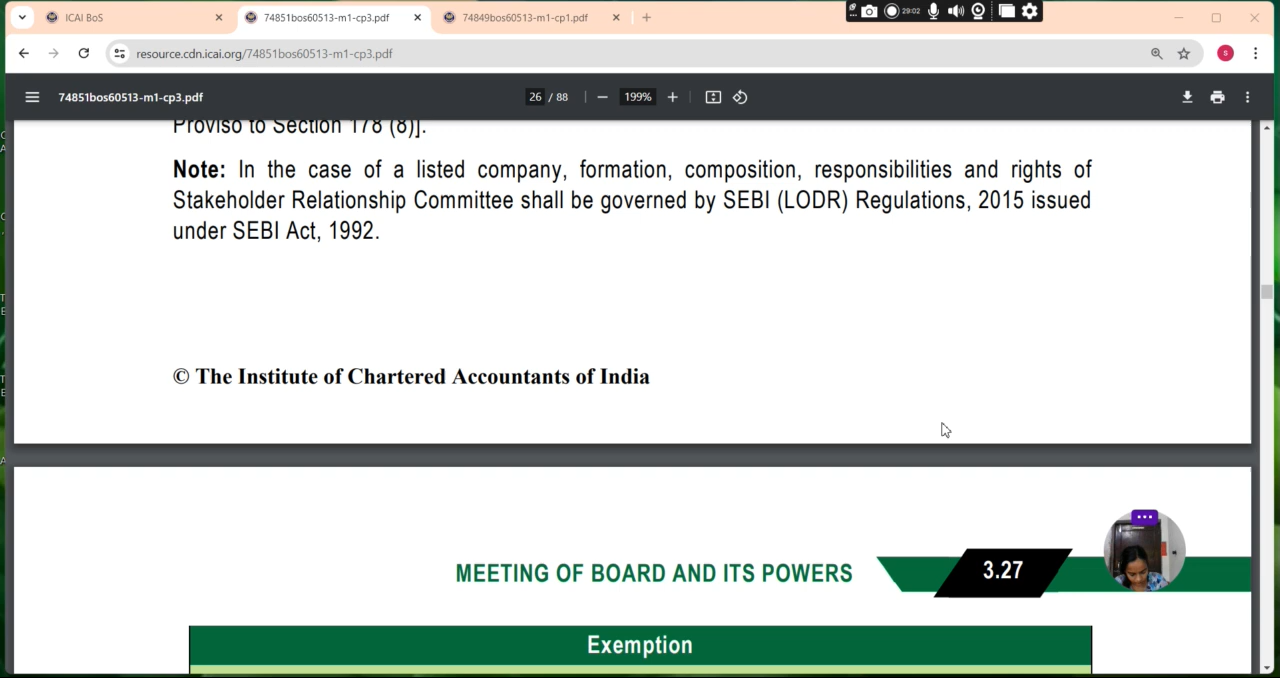 ICAI BoS
74851bos60513-m1-cp3.pdf
74849bos60513-m1-cp1.pdf
29:02
resource.cdn.icai.org/74851bos60513-m1-cp3.pdf
S
74851bos60513-m1-cp3.pdf
26 / 88
199%
Proviso to Section 178 (8)].
Note: In the case of a listed company, formation, composition, responsibilities and rights of
Stakeholder Relationship Committee shall be governed by SEBI (LODR) Regulations, 2015 issued
under SEBI Act, 1992.
© The Institute of Chartered Accountants of India
MEETING OF BOARD AND ITS POWERS
3.27
Exemption